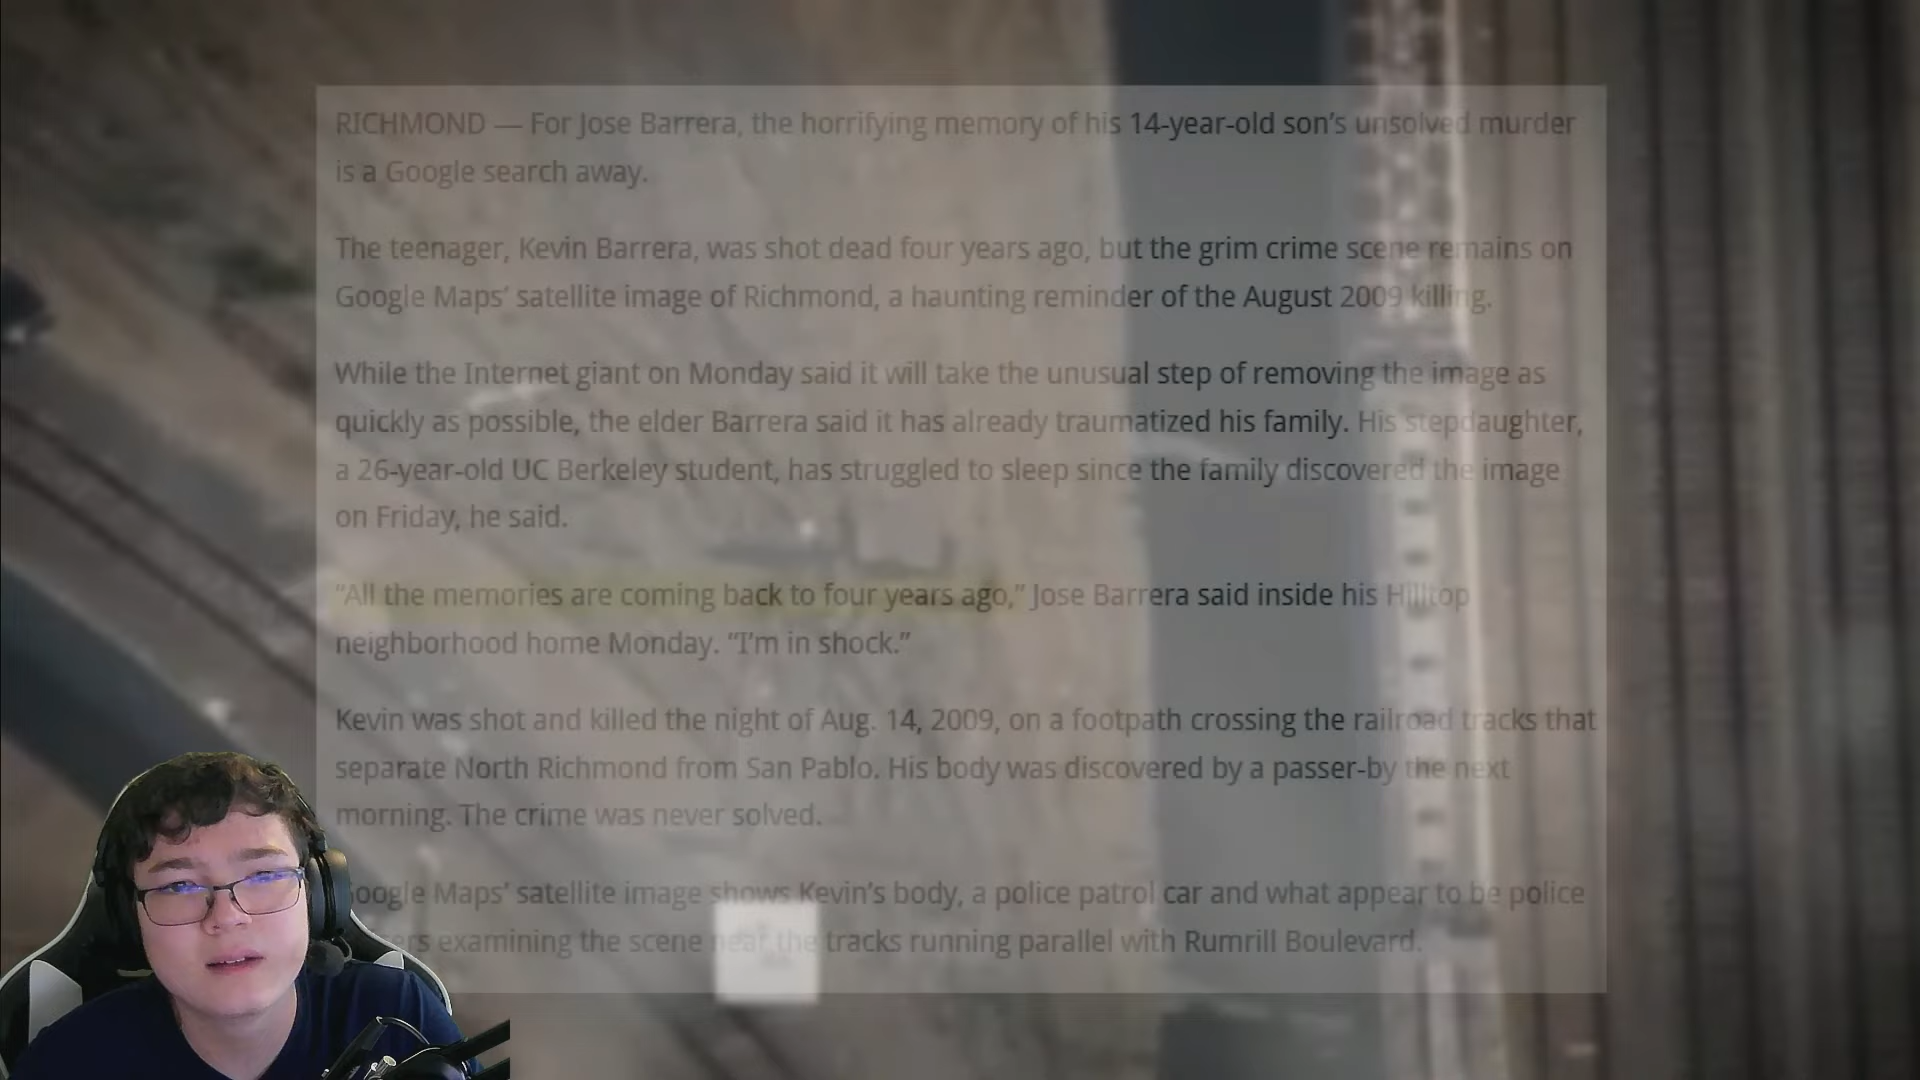 RICHMOND — For Jose Barrera, the horrifying memory of his 14-year-old son's unsolved murder
is a Google search away.
The teenager, Kevin Barrera, was shot dead four years ago, but the grim crime scene remains on
Google Maps' satellite image of Richmond, a haunting reminder of the August 2009 killing.
While the Internet giant on Monday said it will take the unusual step of removing the image as
quickly as possible, the elder Barrera said it has already traumatized his family. His stepdaughter,
a 26-year-old UC Berkeley student, has struggled to sleep since the family discovered the image
on Friday, he said.
“All the memories are coming back to four years ago,” Jose Barrera said inside his Hilltop
neighborhood home Monday. “I'm in shock.”
Kevin was shot and killed the night of Aug. 14, 2009, on a footpath crossing the railroad tracks that
separate North Richmond from San Pablo. His body was discovered by a passer-by the next
morning. The crime was never solved.
Google Maps' satellite image shows Kevin's body, a police patrol car and what appear to be police
examining the scene near the tracks running parallel with Rumrill Boulevard.